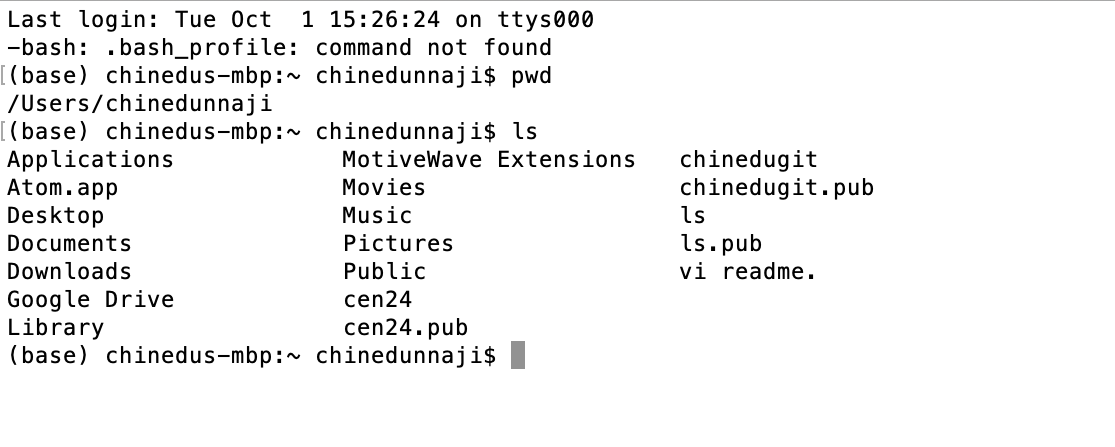 Last login: Tue Oct  1 15:26:24 on ttys000
-bash: .bash_profile: command not found
[(base) chinedus-mbp:~ chinedunnaji$ pwd
/Users/chinedunnaji
[(base) chinedus-mbp:~ chinedunnaji$ ls
Applications            MotiveWave Extensions   chinedugit
Atom.app                Movies                  chinedugit.pub
Desktop                 Music                   ls
Documents               Pictures                ls.pub
Downloads               Public                  vi readme.
Google Drive            cen24
Library                 cen24.pub
(base) chinedus-mbp:~ chinedunnaji$